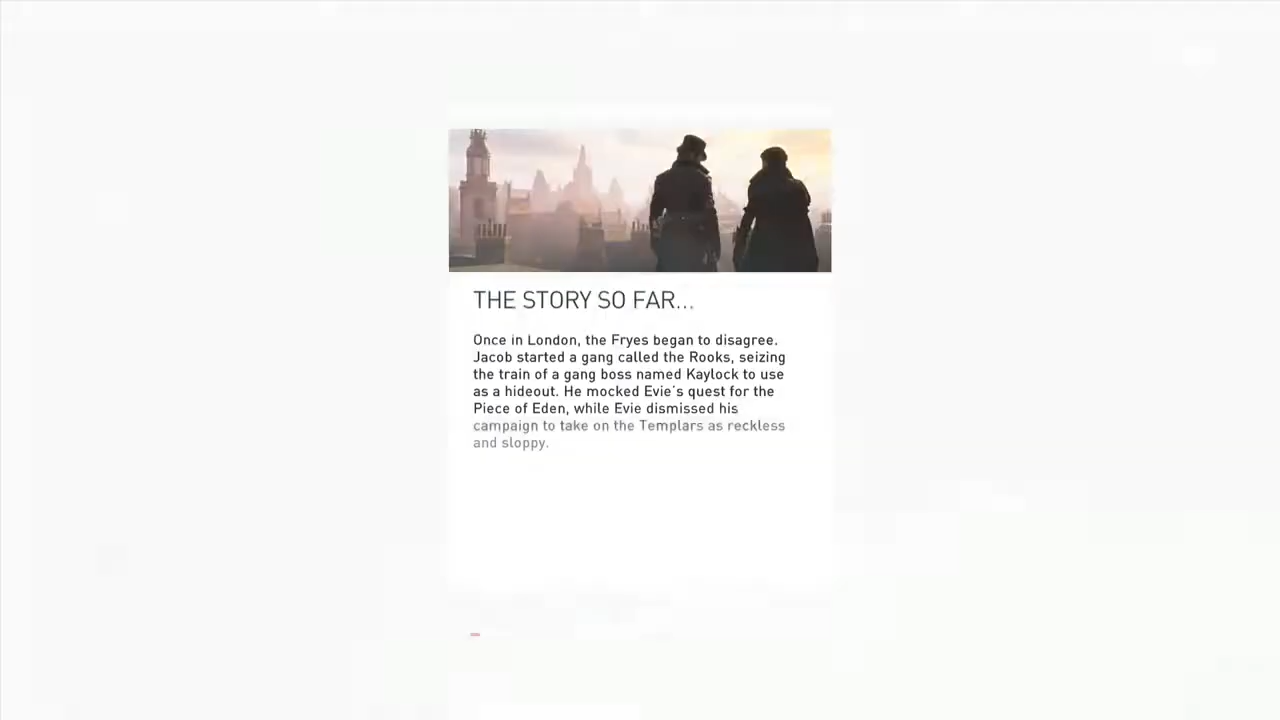 THE STORY SO FAR...
Once in London, the Fryes began to disagree.
Jacob started a gang called the Rooks, seizing
the train of a gang boss named Kaylock to use
as a hideout. He mocked Evie's quest for the
Piece of Eden, while Evie dismissed his
campaign to take on the Templars as reckless
and sloppy.